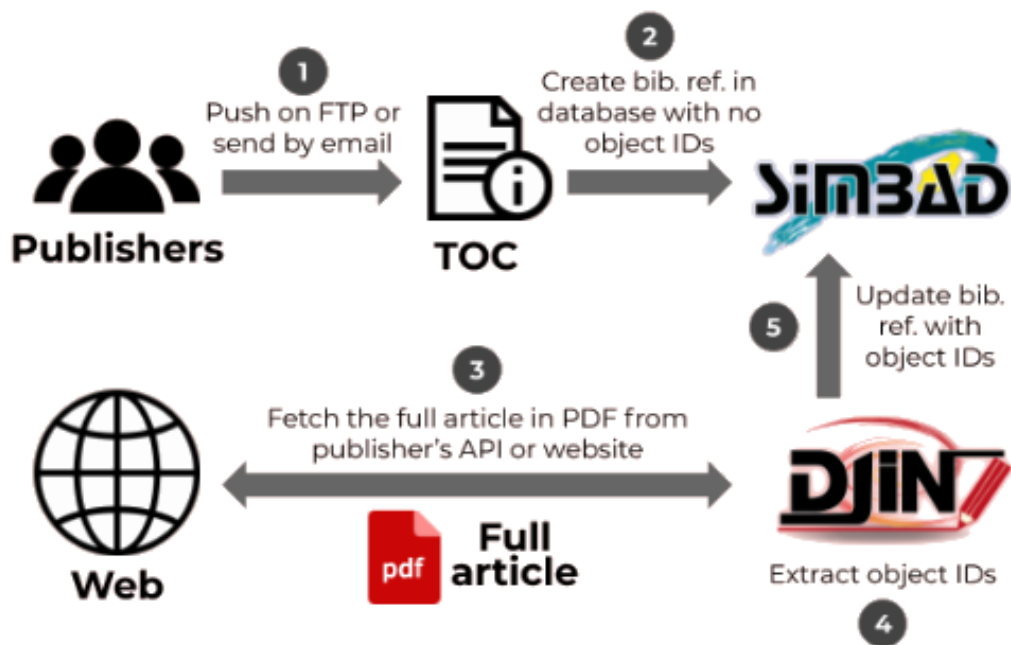 1
Push on FTP or
send by email
Publishers
i
TOC
2
Create bib. ref. in
database with no
object IDs
SiMBAD
3
Fetch the full article in PDF from
publisher's API or website
Web
pdf
Full
article
DJiN
Extract object IDs
4
5
Update bib.
ref. with
object IDs